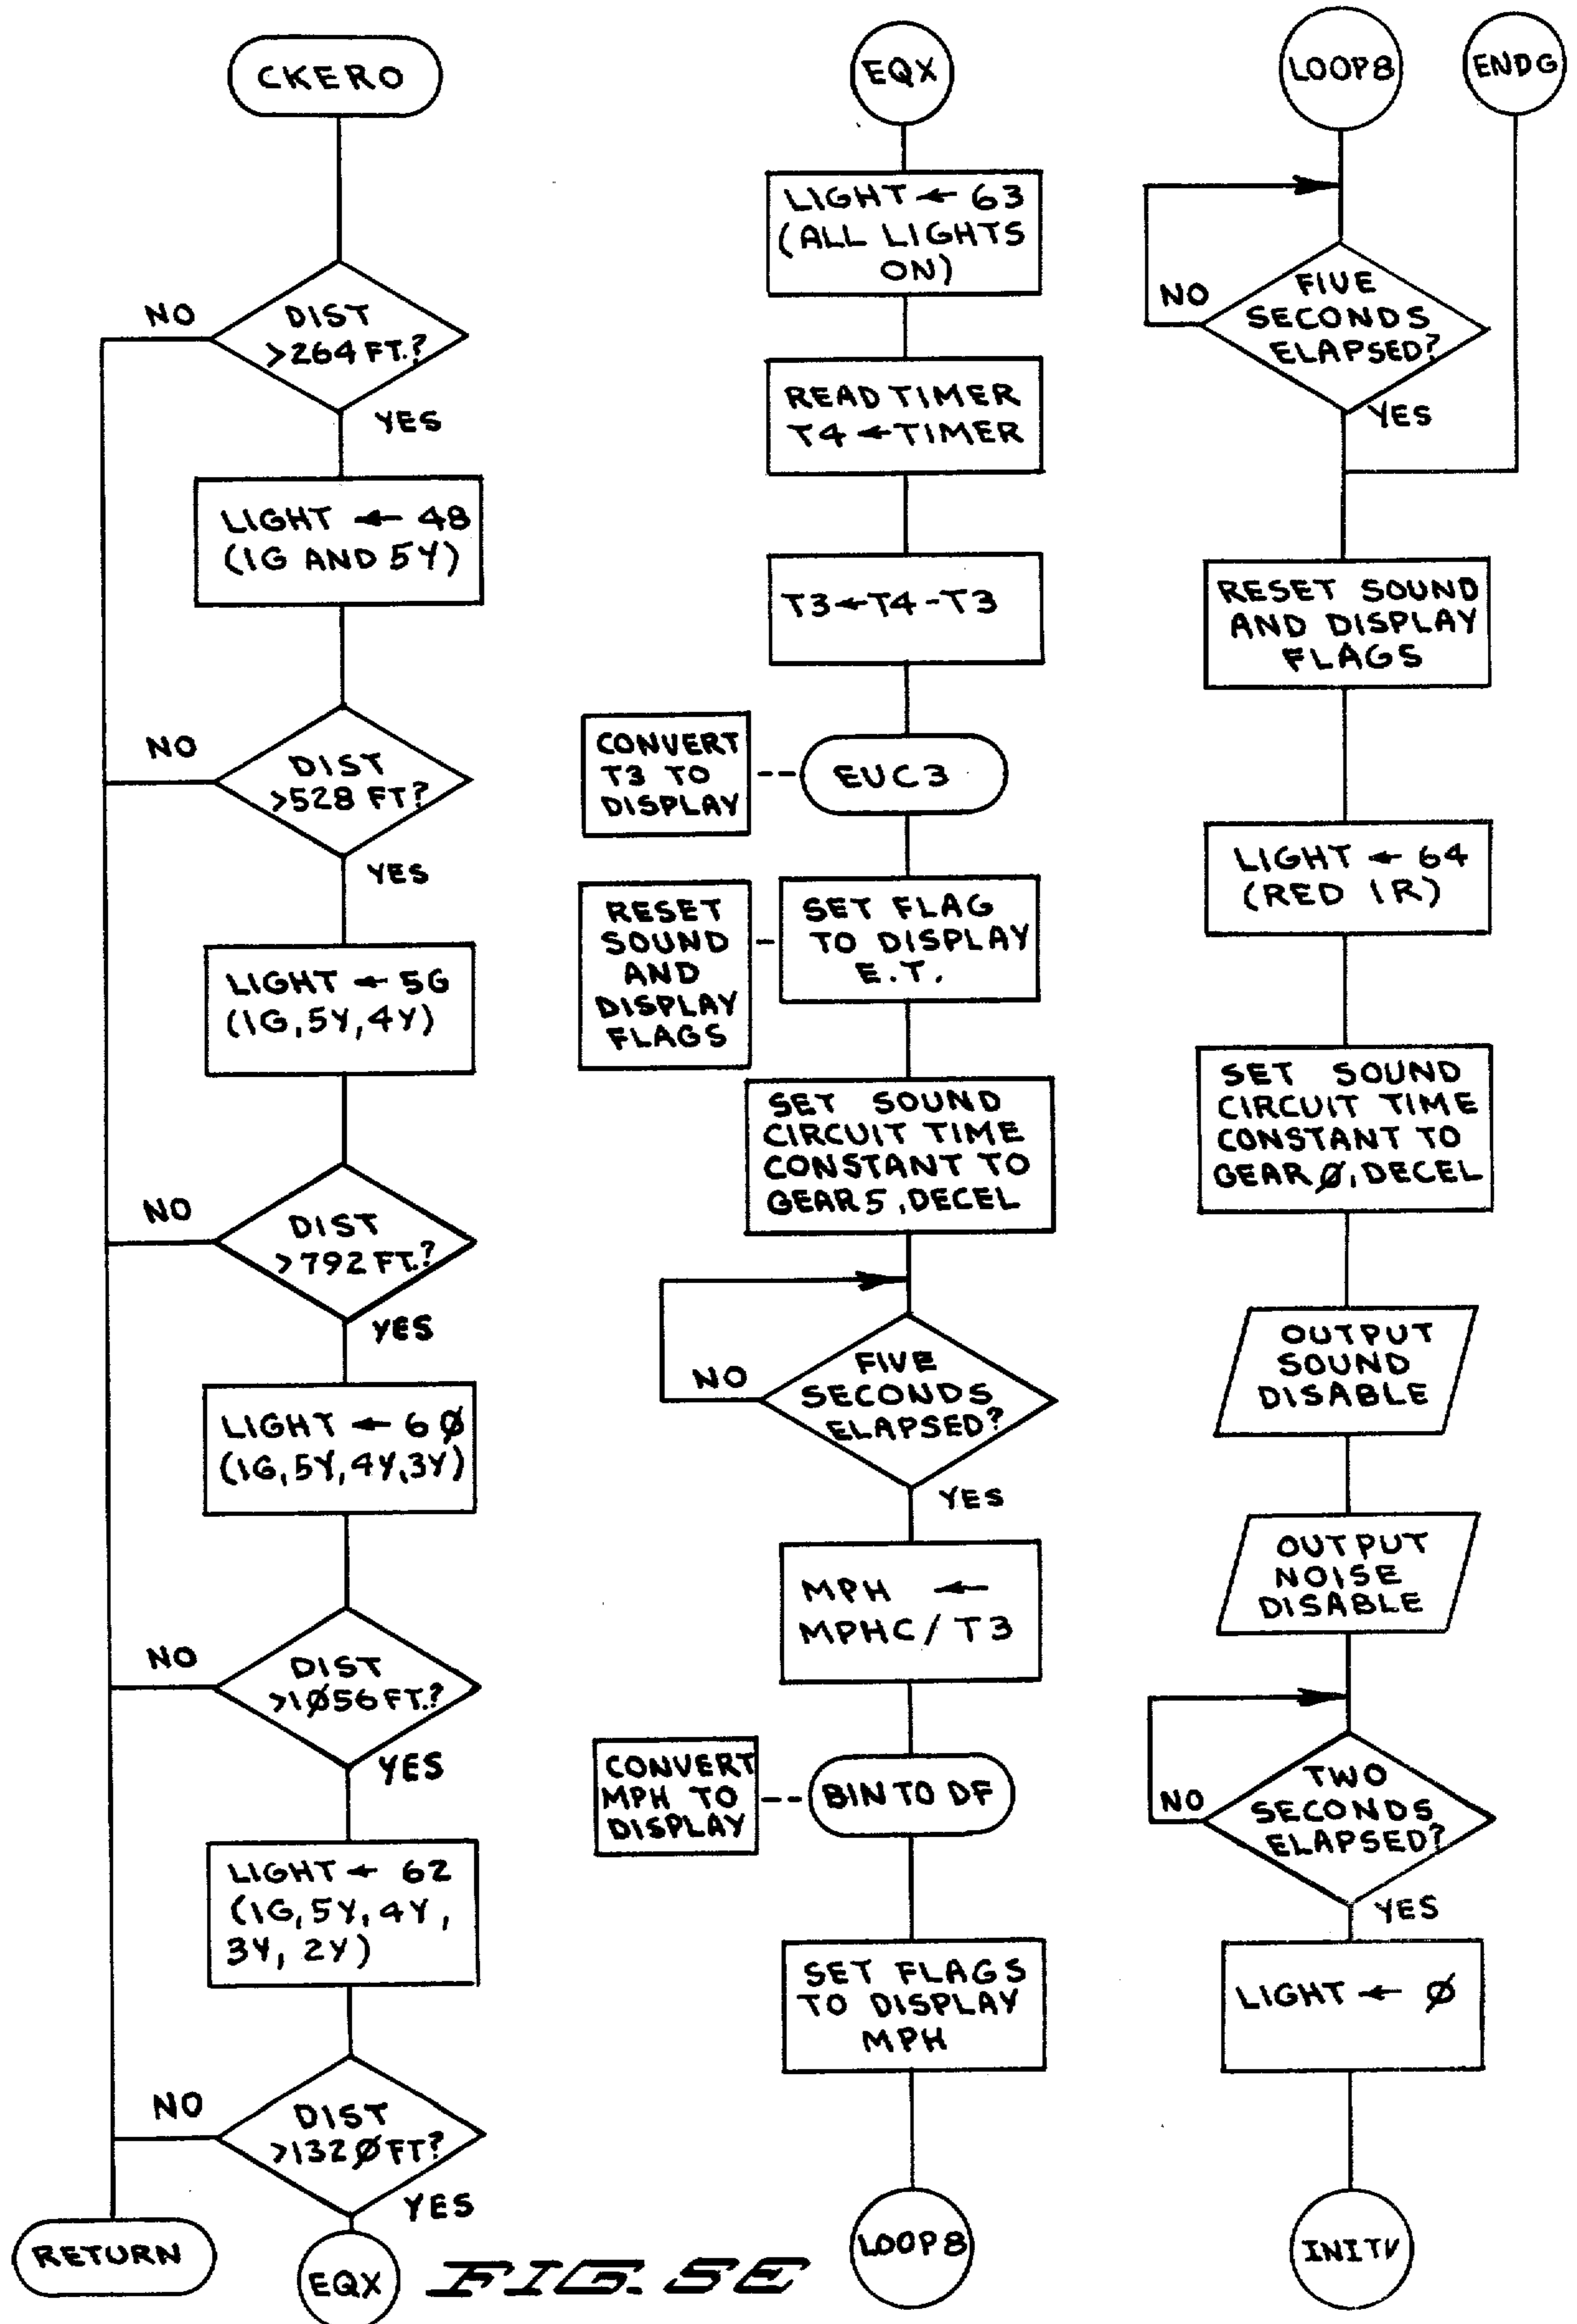 CKERO
NO
DIST
>264 FT.?
YES
LIGHT ← 48
(1G AND 5Y)
NO
DIST
>528 FT?
YES
LIGHT ← 5G
(1G, 5Y, 4Y)
NO
DIST
>792 FT.?
YES
LIGHT ← 6Ø
(1G, 5Y, 4Y, 3Y)
NO
DIST
>1Ø56 FT.?
YES
LIGHT ← 62
(1G, 5Y, 4Y,
3Y, 2Y)
NO
DIST
>132Ø FT?
YES
RETURN
EQX
EQX
LIGHT ← 63
(ALL LIGHTS
ON)
READ TIMER
T4 ← TIMER
T3 ← T4 - T3
CONVERT
T3 TO
DISPLAY
EUC3
RESET
SOUND
AND
DISPLAY
FLAGS
SET FLAG
TO DISPLAY
E.T.
SET SOUND
CIRCUIT TIME
CONSTANT TO
GEAR 5, DECEL
NO
FIVE
SECONDS
ELAPSED?
YES
MPH ←
MPHC / T3
CONVERT
MPH TO
DISPLAY
BIN TO DF
SET FLAGS
TO DISPLAY
MPH
LOOP8
LOOP8
ENDG
NO
FIVE
SECONDS
ELAPSED?
YES
RESET SOUND
AND DISPLAY
FLAGS
LIGHT ← 64
(RED 1R)
SET SOUND
CIRCUIT TIME
CONSTANT TO
GEAR Ø, DECEL
OUTPUT
SOUND
DISABLE
OUTPUT
NOISE
DISABLE
NO
TWO
SECONDS
ELAPSED?
YES
LIGHT ← Ø
INITV
FIG. 5E